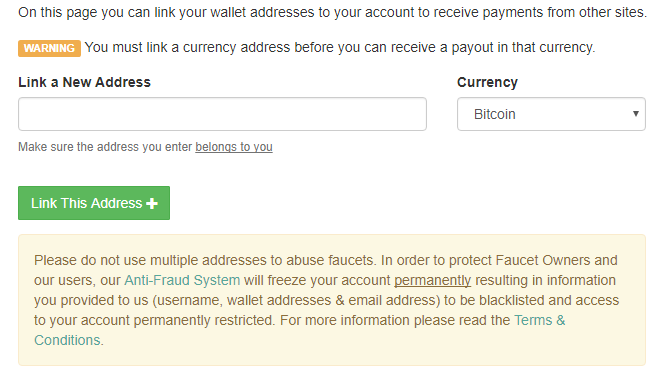 On this page you can link your wallet addresses to your account to receive payments from other sites.
WARNING You must link a currency address before you can receive a payout in that currency.
Link a New Address
Currency
Bitcoin
Make sure the address you enter belongs to you
Link This Address +
Please do not use multiple addresses to abuse faucets. In order to protect Faucet Owners and
our users, our Anti-Fraud System will freeze your account permanently resulting in information
you provided to us (username, wallet addresses & email address) to be blacklisted and access
to your account permanently restricted. For more information please read the Terms &
Conditions.